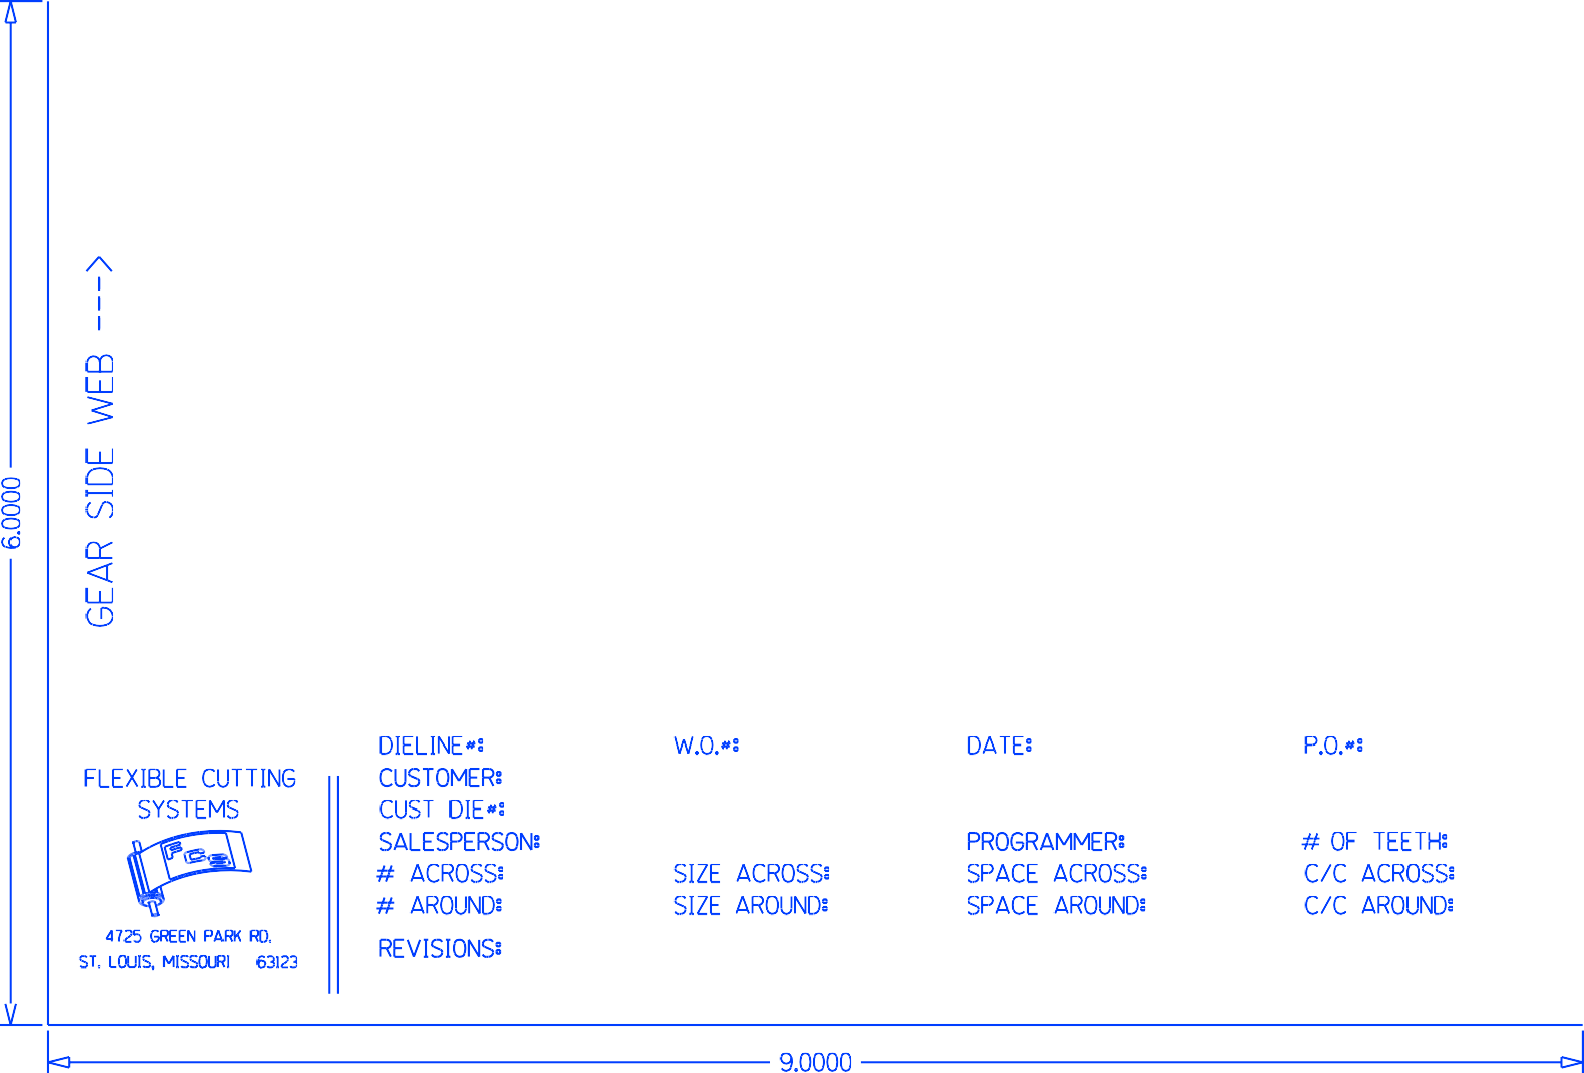 6.0000
GEAR SIDE WEB --->
FLEXIBLE CUTTING
SYSTEMS
FCS
4725 GREEN PARK RD.
ST. LOUIS, MISSOURI 63123
DIELINE#: W.O.#: DATE: P.O.#:
CUSTOMER:
CUST DIE#:
SALESPERSON: PROGRAMMER: # OF TEETH:
# ACROSS: SIZE ACROSS: SPACE ACROSS: C/C ACROSS:
# AROUND: SIZE AROUND: SPACE AROUND: C/C AROUND:
REVISIONS:
9.0000